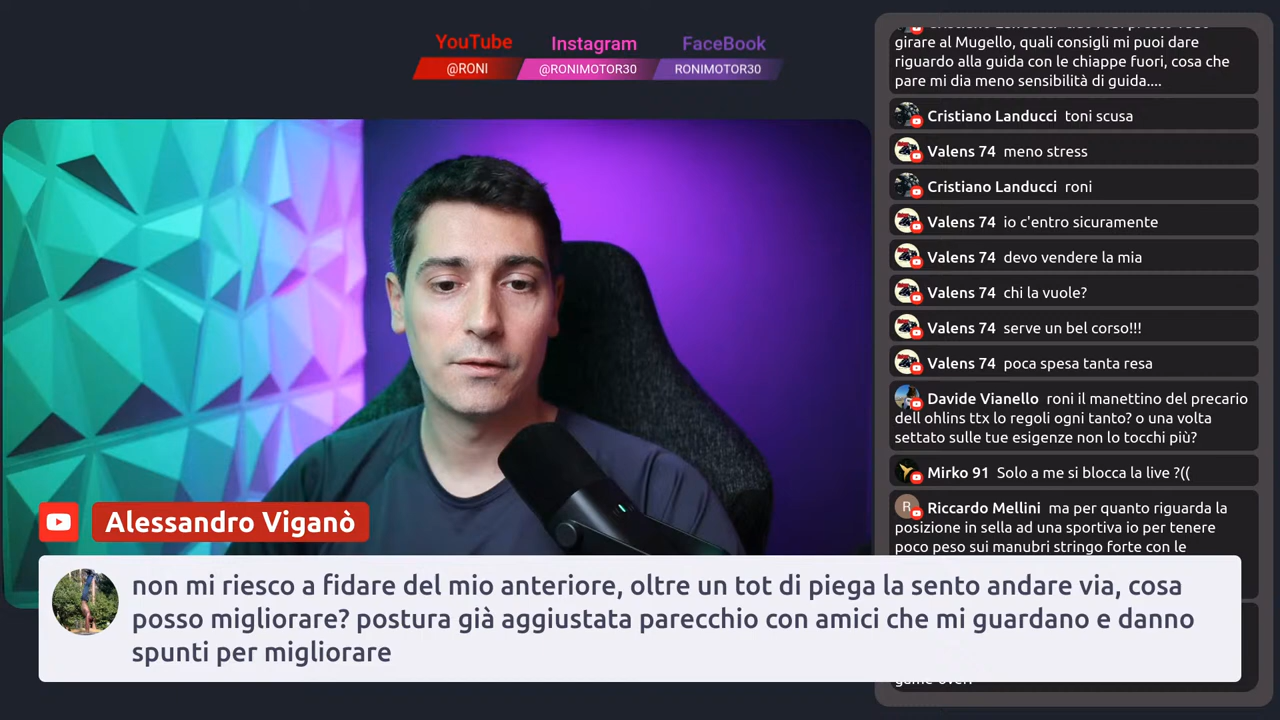 YouTube
Instagram
FaceBook
@RONI
@RONIMOTOR30
RONIMOTOR30
girare al Mugello, quali consigli mi puoi dare
riguardo alla guida con le chiappe fuori, cosa che
pare mi dia meno sensibilità di guida....
Cristiano Landucci toni scusa
Valens 74 meno stress
Cristiano Landucci roni
Valens 74 io c'entro sicuramente
Valens 74 devo vendere la mia
Valens 74 chi la vuole?
Valens 74 serve un bel corso!!!
Valens 74 poca spesa tanta resa
Davide Vianello roni il manettino del precario
dell ohlins ttx lo regoli ogni tanto? o una volta
settato sulle tue esigenze non lo tocchi più?
Mirko 91 Solo a me si blocca la live ?((
R Riccardo Mellini ma per quanto riguarda la
posizione in sella ad una sportiva io per tenere
poco peso sui manubri stringo forte con le
Alessandro Viganò
non mi riesco a fidare del mio anteriore, oltre un tot di piega la sento andare via, cosa
posso migliorare? postura già aggiustata parecchio con amici che mi guardano e danno
spunti per migliorare